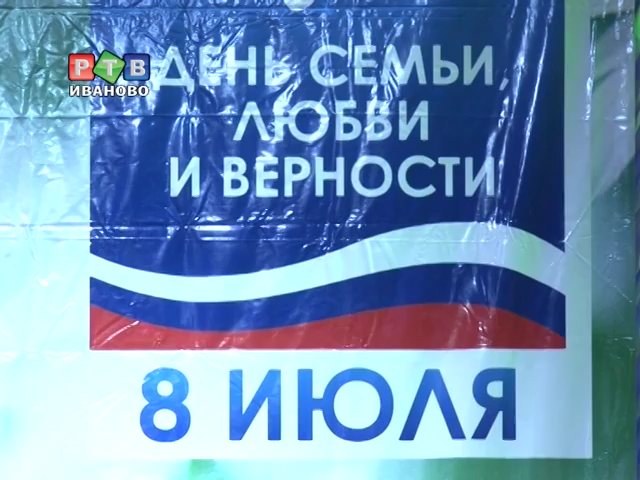 РТВ
ИВАНОВО
ДЕНЬ СЕМЬИ,
ЛЮБВИ
И ВЕРНОСТИ
8 ИЮЛЯ